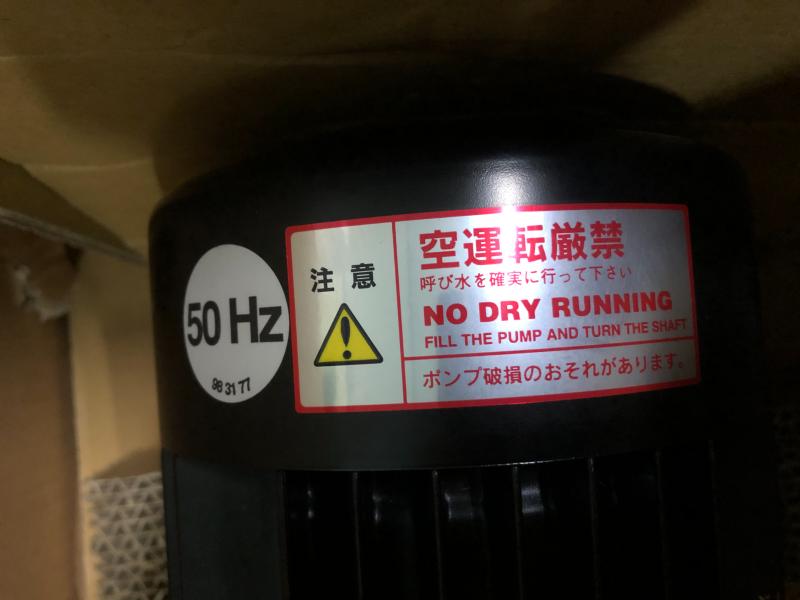 50 Hz
98 31 77
注意
空運転厳禁
呼び水を確実に行って下さい
NO DRY RUNNING
FILL THE PUMP AND TURN THE SHAFT
ポンプ破損のおそれがあります。